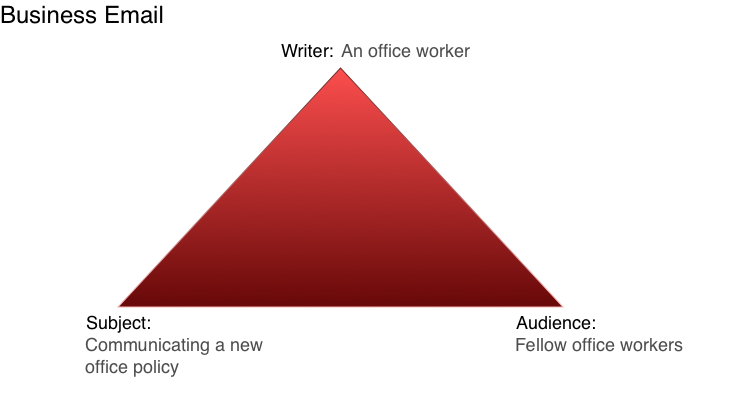 Business Email
Writer: An office worker
Subject:
Communicating a new
office policy
Audience:
Fellow office workers